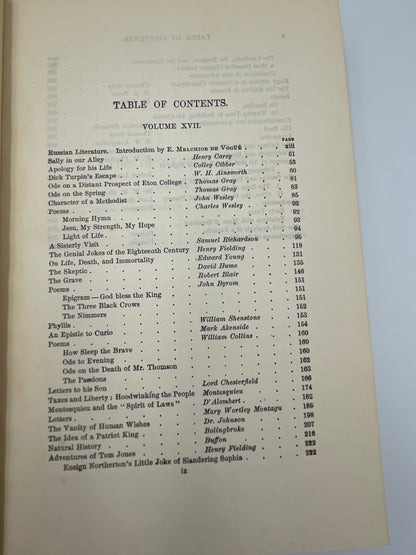 TABLE OF CONTENTS.
VOLUME XVII.
PAGE
Russian Literature. Introduction by E. MELCHIOR DE VOGÜÉ . xiii
Sally in our Alley . . . . Henry Carey . . 51
Apology for his Life . . . . Colley Cibber . . 53
Dick Turpin's Escape . . . . W. H. Ainsworth . . 60
Ode on a Distant Prospect of Eton College . Thomas Gray . . 81
Ode on the Spring . . . . Thomas Gray . . 83
Character of a Methodist . . . . John Wesley . . 85
Poems . . . . Charles Wesley . . 92
Morning Hymn . . . . 92
Jesu, My Strength, My Hope . . . . 93
Light of Life . . . . 94
A Sisterly Visit . . . . Samuel Richardson . . 95
The Genial Jokes of the Eighteenth Century . Henry Fielding . . 118
On Life, Death, and Immortality . . . Edward Young . . 131
The Skeptic . . . . David Hume
The Grave . . . . Robert Blair
Poems . . . . John Byrom . . 151
Epigram — God bless the King . . . . 151
The Three Black Crows . . . . 151
The Nimmers . . . .
Phyllis . . . . William Shenstone . . 153
An Epistle to Curio . . . . Mark Akenside . . 154
Poems . . . . William Collins . . 160
How Sleep the Brave . . . . 160
Ode to Evening . . . . 160
Ode on the Death of Mr. Thomson . . . . 162
The Passions . . . . 163
Letters to his Son . . . . Lord Chesterfield . . 166
Taxes and Liberty: Hoodwinking the People . Montesquieu . . 174
Montesquieu and the "Spirit of Laws" . . D'Alembert . . 182
Letters . . . . Mary Wortley Montagu . . 185
The Vanity of Human Wishes . . . Dr. Johnson . . 198
The Idea of a Patriot King . . . Bolingbroke . . 207
Natural History . . . . Buffon . . 216
Adventures of Tom Jones . . . . Henry Fielding . . 222
Ensign Northerton's Little Joke of Slandering Sophia . . 222
ix